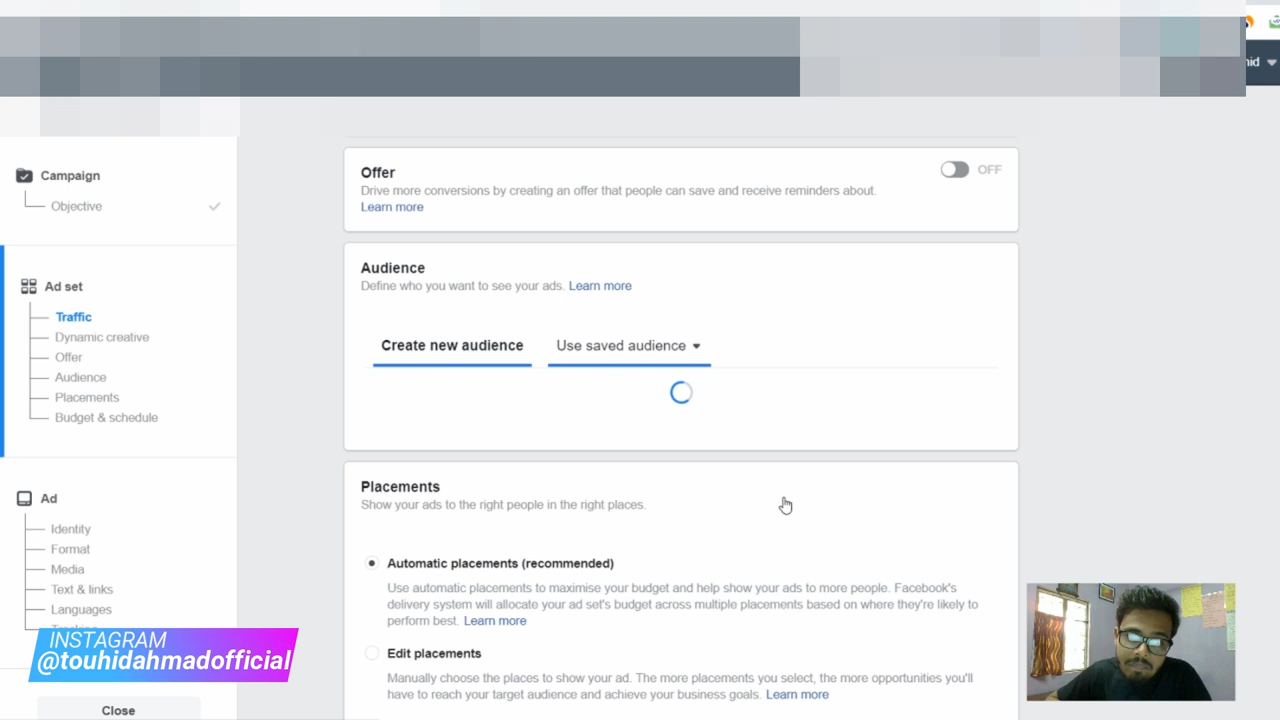 hid
Campaign
Objective
Ad set
Traffic
Dynamic creative
Offer
Audience
Placements
Budget & schedule
Ad
Identity
Format
Media
Text & links
Languages
INSTAGRAM
@touhidahmadofficial
Close
Offer
OFF
Drive more conversions by creating an offer that people can save and receive reminders about.
Learn more
Audience
Define who you want to see your ads. Learn more
Create new audience
Use saved audience
Placements
Show your ads to the right people in the right places.
Automatic placements (recommended)
Use automatic placements to maximise your budget and help show your ads to more people. Facebook's
delivery system will allocate your ad set's budget across multiple placements based on where they're likely to
perform best. Learn more
Edit placements
Manually choose the places to show your ad. The more placements you select, the more opportunities you'll
have to reach your target audience and achieve your business goals. Learn more